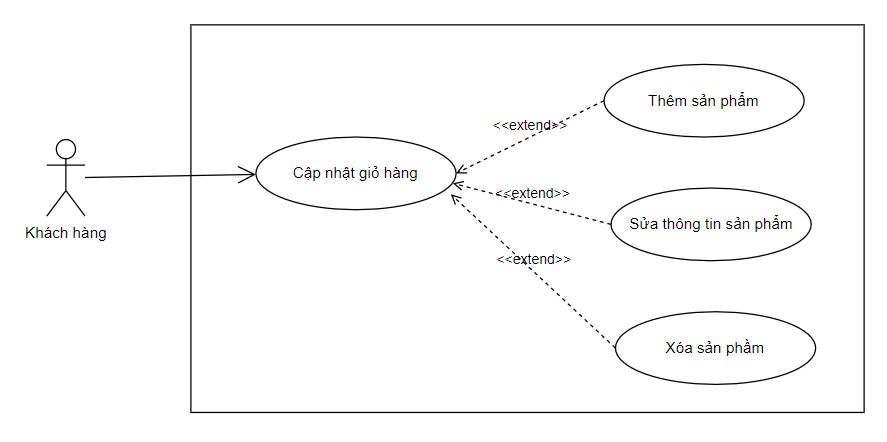 Thêm sản phẩm
<<extend>>
Cập nhật giỏ hàng
<<extend>>
Sửa thông tin sản phẩm
Khách hàng
<<extend>>
Xóa sản phầm